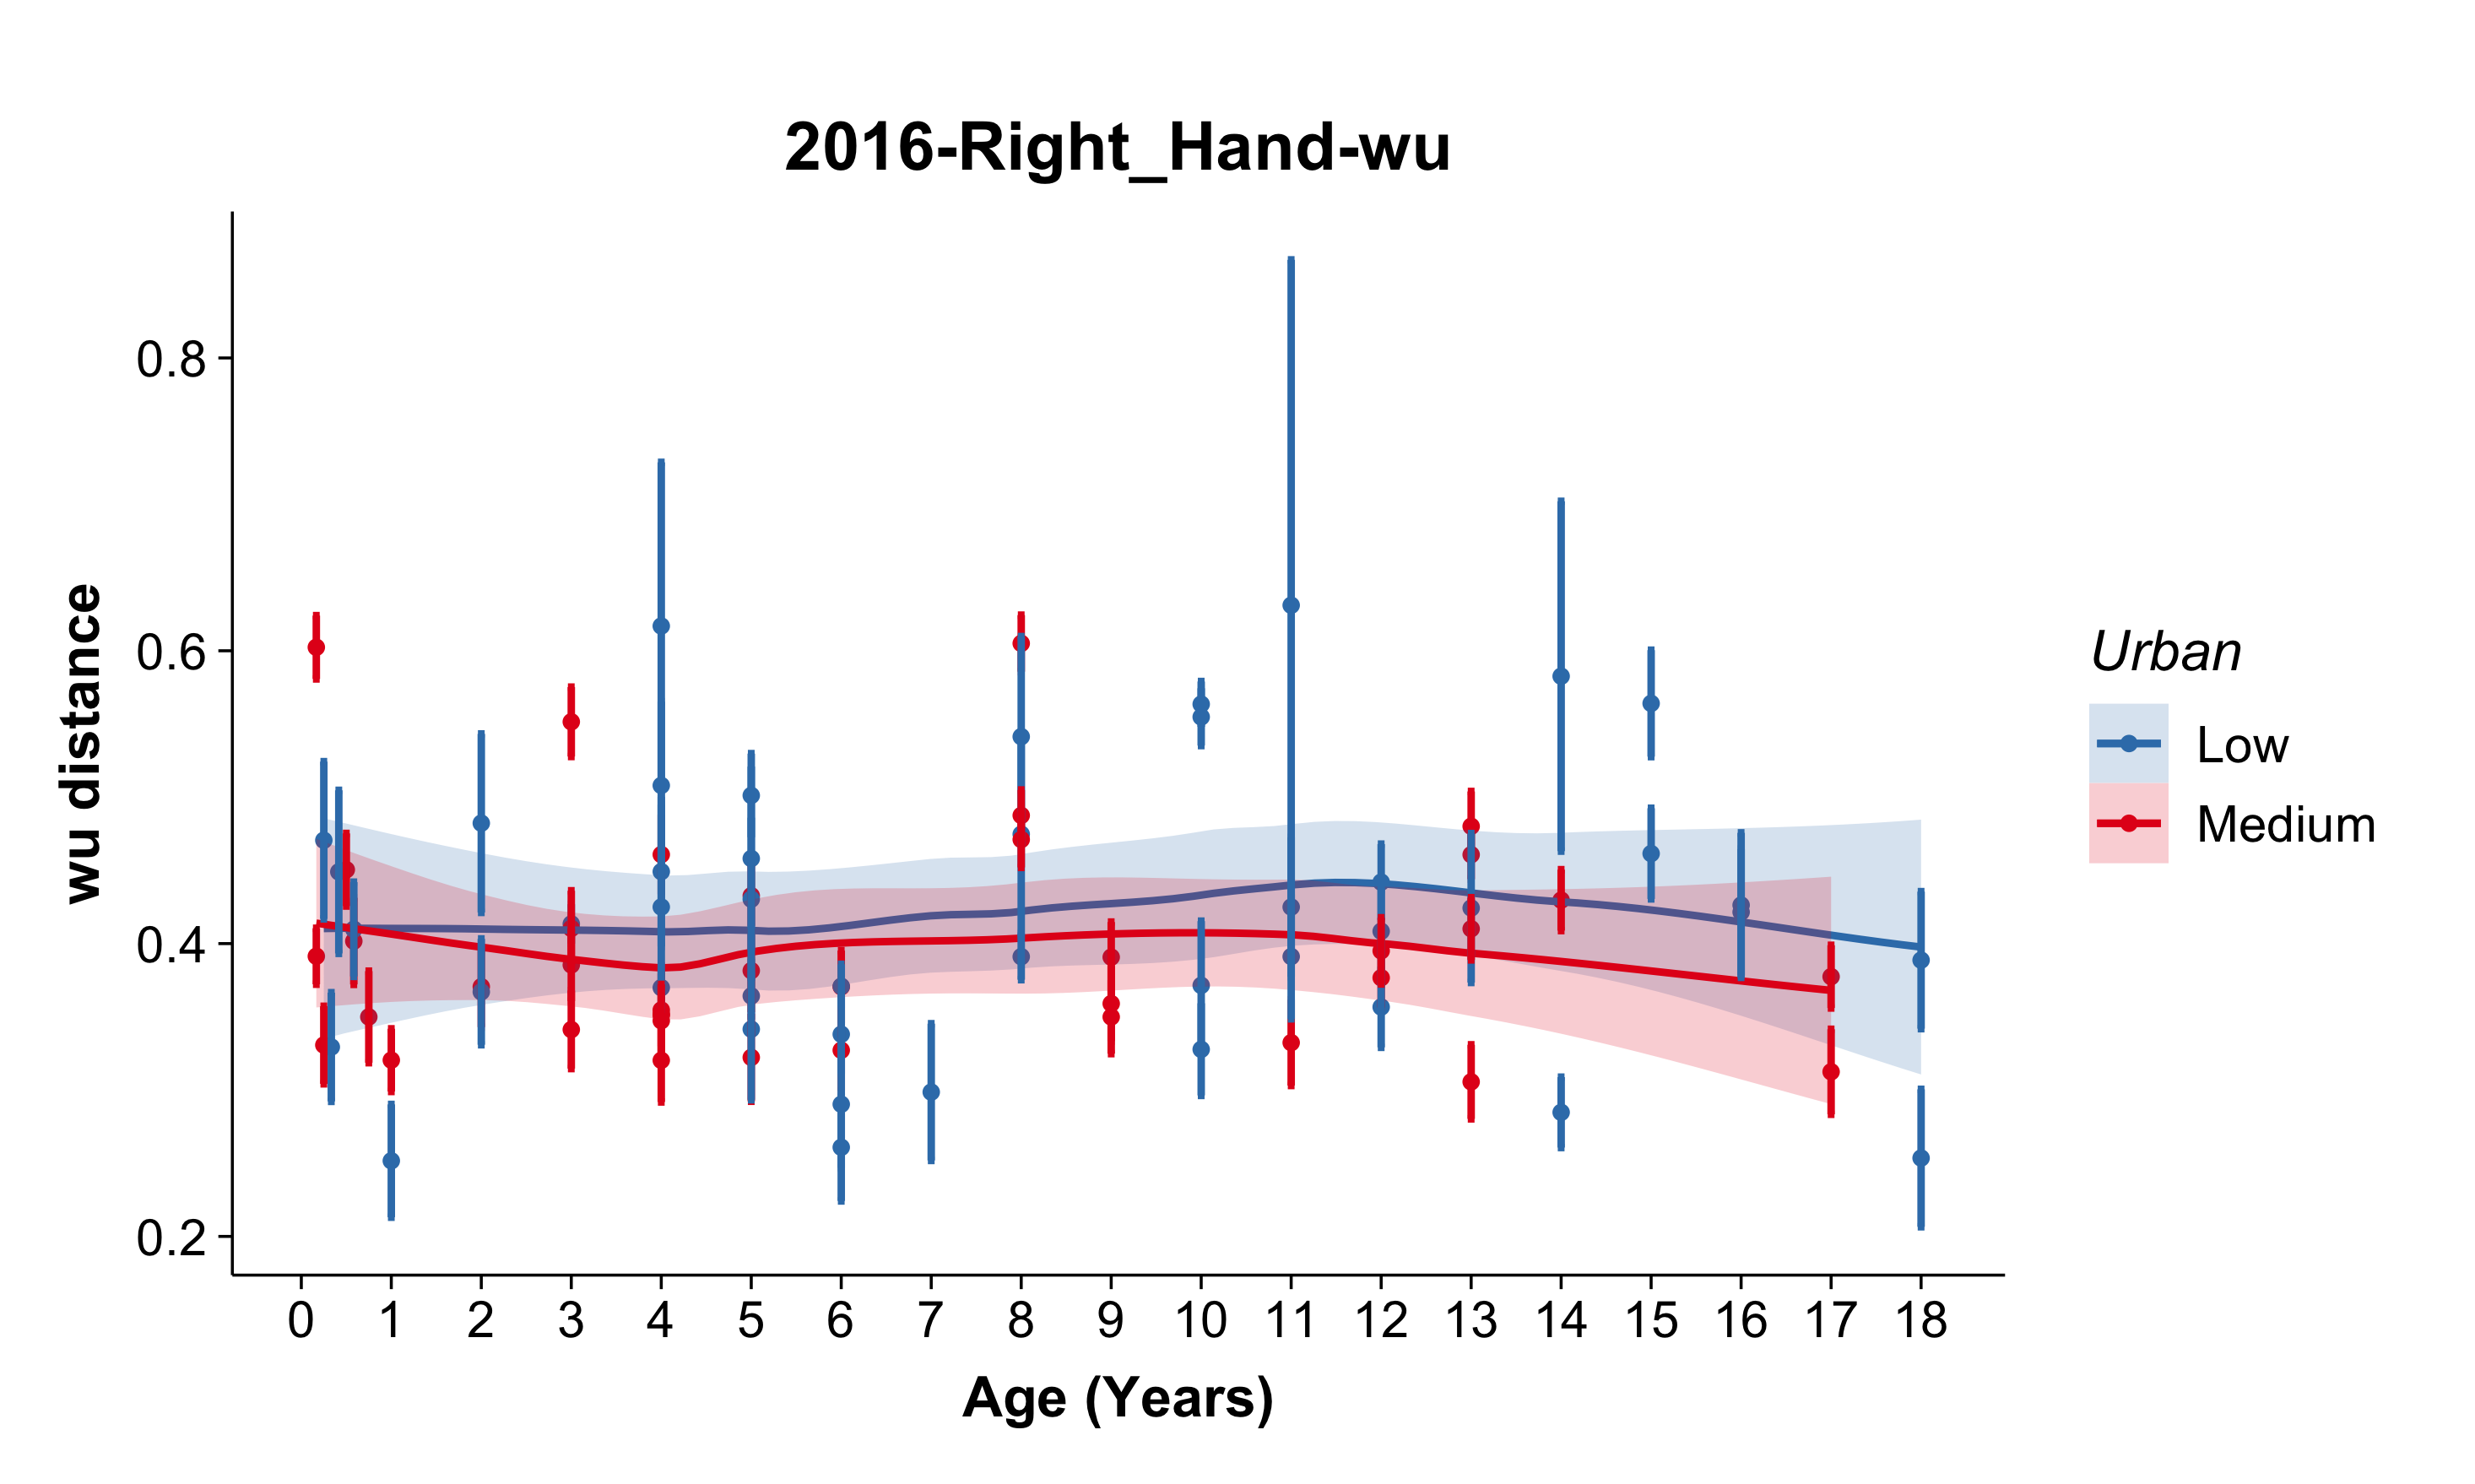 2016-Right_Hand-wu
wu distance
0.8
0.6
0.4
0.2
0 1 2 3 4 5 6 7 8 9 10 11 12 13 14 15 16 17 18
Age (Years)
Urban
Low
Medium